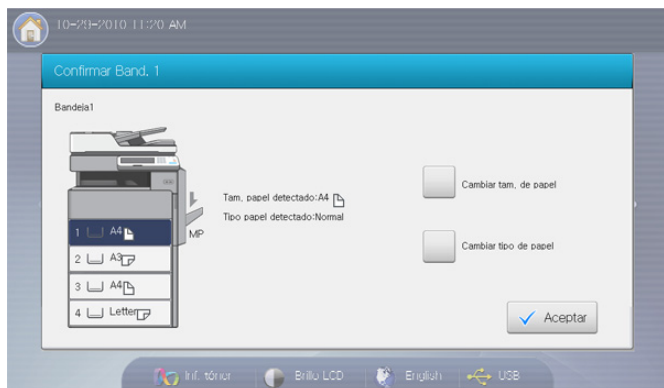 10-29-2010 11:20 AM
Confirmar Band. 1
Bandeja1
Tam, papel detectado:A4
Tipo papel detectado:Normal
Cambiar tam, de papel
Cambiar tipo de papel
1 A4
MP
2 A3
3 A4
4 Letter
Aceptar
Inf. tóner
Brillo LCD
English
USB